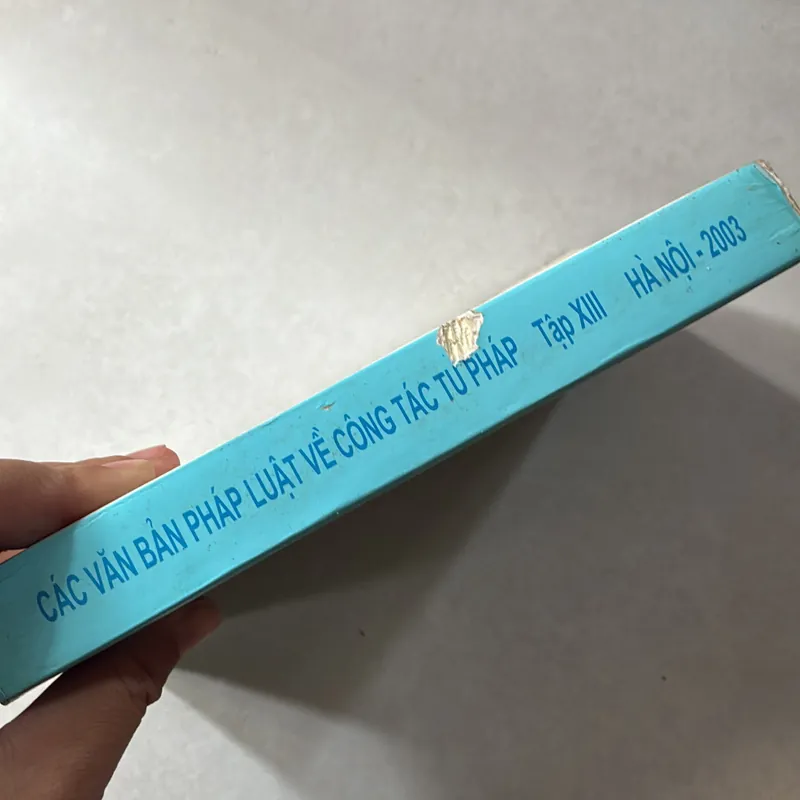 CÁC VĂN BẢN PHÁP LUẬT VỀ CÔNG TÁC TƯ PHÁP Tập XIII HÀ NỘI - 2003